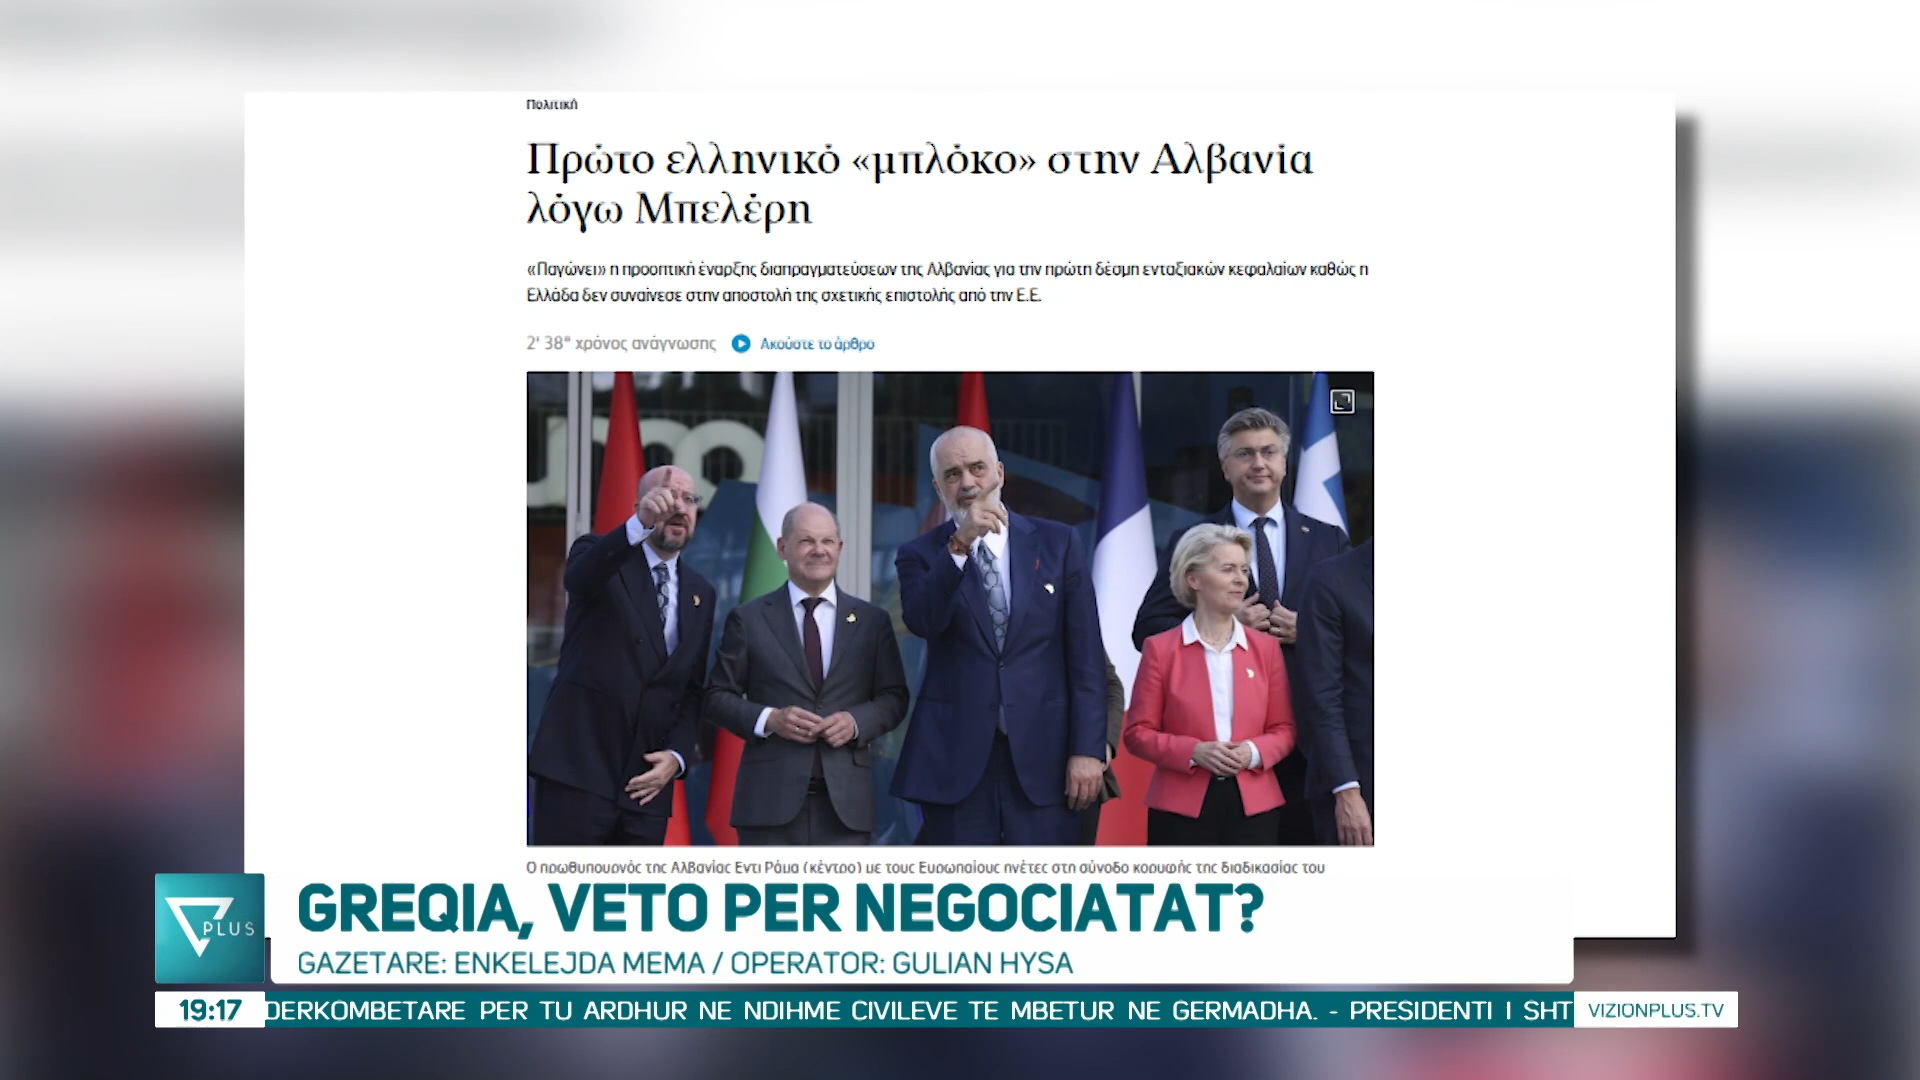 Πολιτική
Πρώτο ελληνικό «μπλόκο» στην Αλβανία
λόγω Μπελέρη
«Παγώνει» η προοπτική έναρξης διαπραγματεύσεων της Αλβανίας για την πρώτη δέσμη ενταξιακών κεφαλαίων καθώς η
Ελλάδα δεν συναίνεσε στην αποστολή της σχετικής επιστολής από την Ε.Ε.
2' 38" χρόνος ανάγνωσης Ακούστε το άρθρο
Ο πρωθυπουργός της Αλβανίας Εντι Ράμα (κέντρο) με τους Ευρωπαίους ηγέτες στη σύνοδο κορυφής της διαδικασίας του
PLUS
GREQIA, VETO PER NEGOCIATAT?
GAZETARE: ENKELEJDA MEMA / OPERATOR: GULIAN HYSA
19:17 DERKOMBETARE PER TU ARDHUR NE NDIHME CIVILEVE TE MBETUR NE GERMADHA. - PRESIDENTI I SHT VIZIONPLUS.TV